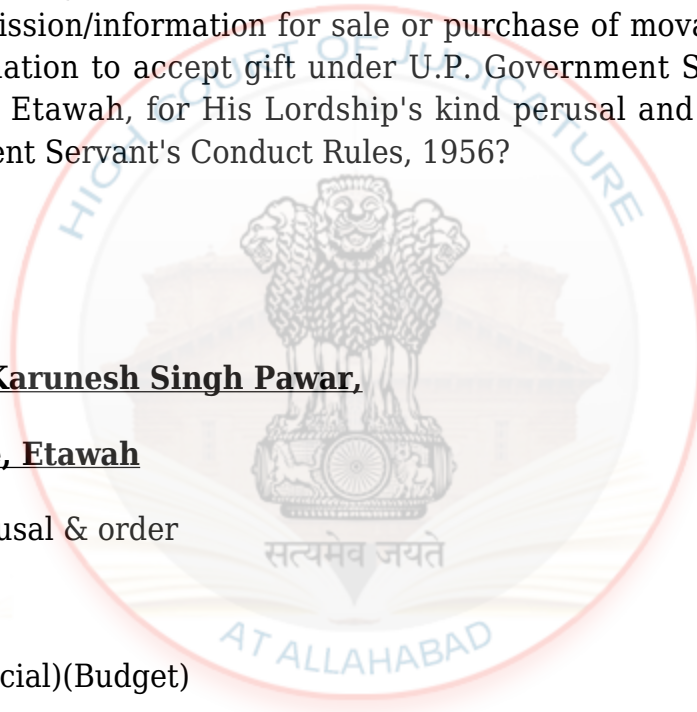 ission/information for sale or purchase of mova
ation to accept gift under U.P. Government S
Etawah, for His Lordship's kind perusal and
ent Servant's Conduct Rules, 1956?
HIGH COURT OF JUDICATURE
Karunesh Singh Pawar,
, Etawah
usal & order
सत्यमेव जयते
AT ALLAHABAD
cial)(Budget)